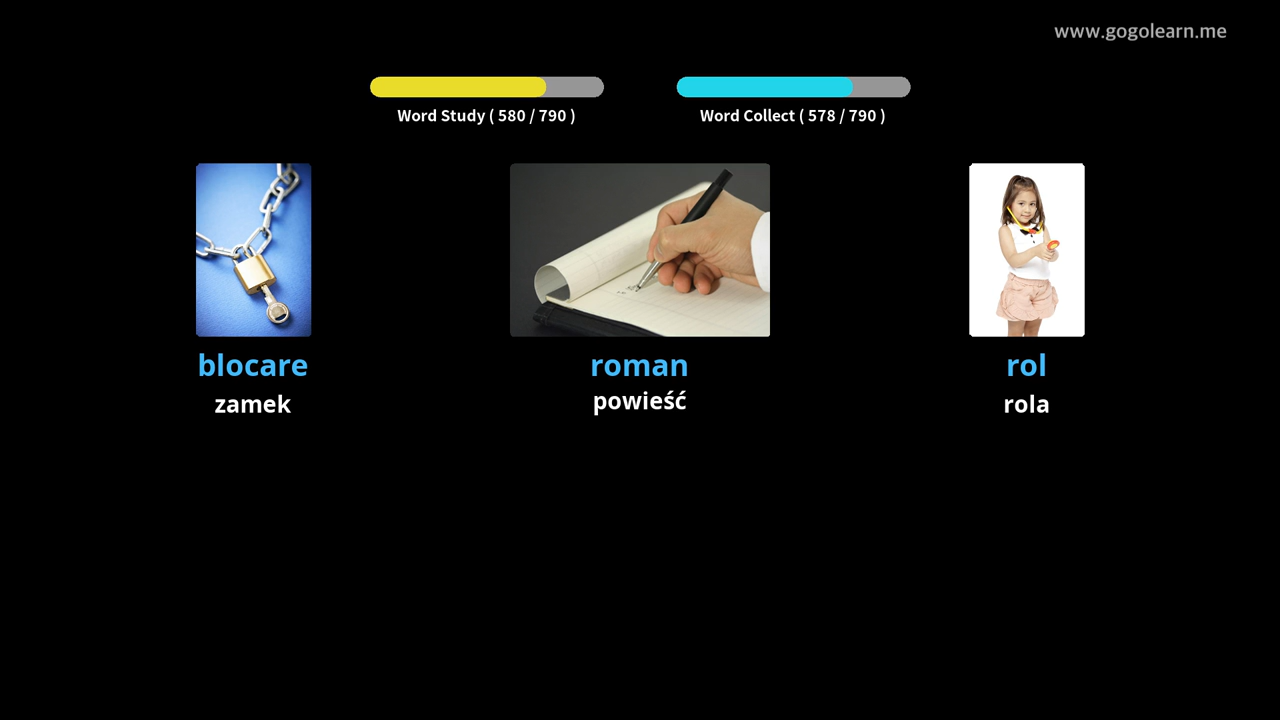 www.gogolearn.me
Word Study ( 580 / 790 )
Word Collect ( 578 / 790 )
blocare
zamek
roman
powieść
rol
rola